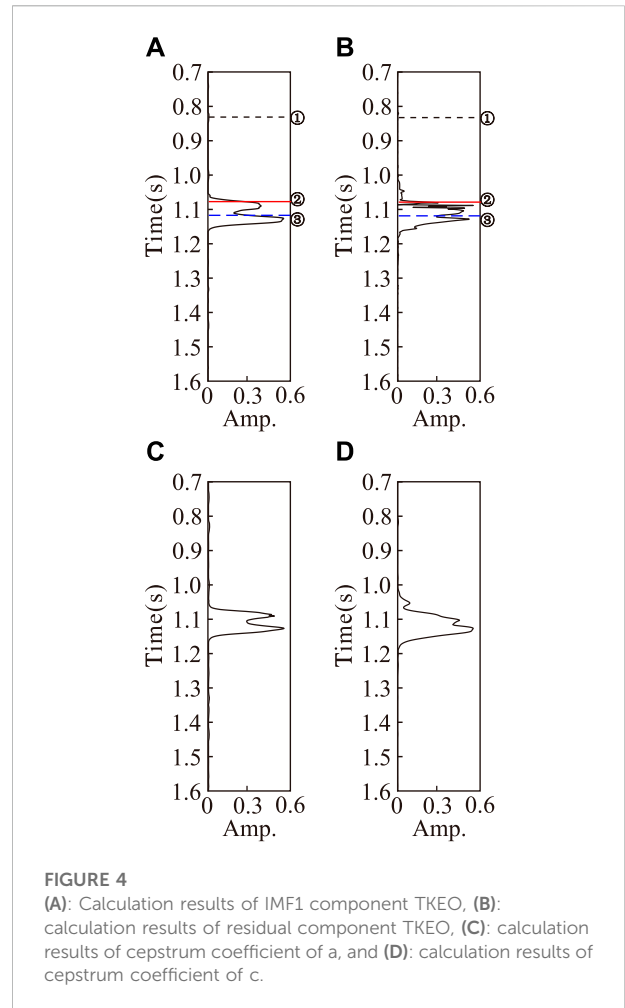 A
0.7
0.8
0.9
1.0
1.1
1.2
1.3
1.4
1.5
1.6
Time(s)
0 0.3 0.6
Amp.
①
②
③
B
0.7
0.8
0.9
1.0
1.1
1.2
1.3
1.4
1.5
1.6
Time(s)
0 0.3 0.6
Amp.
①
②
③
C
0.7
0.8
0.9
1.0
1.1
1.2
1.3
1.4
1.5
1.6
Time(s)
0 0.3 0.6
Amp.
D
0.7
0.8
0.9
1.0
1.1
1.2
1.3
1.4
1.5
1.6
Time(s)
0 0.3 0.6
Amp.
FIGURE 4
(A): Calculation results of IMF1 component TKEO, (B):
calculation results of residual component TKEO, (C): calculation
results of cepstrum coefficient of a, and (D): calculation results of
cepstrum coefficient of c.